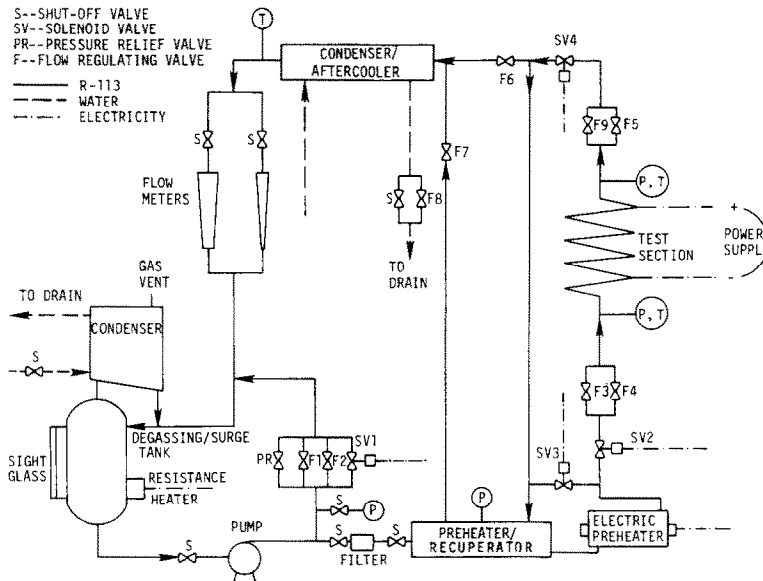 S--SHUT-OFF VALVE
SV--SOLENOID VALVE
PR--PRESSURE RELIEF VALVE
F--FLOW REGULATING VALVE
R-113
WATER
ELECTRICITY
T
CONDENSER/
AFTERCOOLER
F6
SV4
F9
F5
S
S
F7
P, T
FLOW
METERS
S
F8
+
TEST
SECTION
POWER
SUPPL
TO
DRAIN
GAS
VENT
TO DRAIN
CONDENSER
P, T
S
F3
F4
DEGASSING/SURGE
TANK
SV1
PR
F1
F2
SV2
SV3
SIGHT
GLASS
RESISTANCE
HEATER
S
P
P
PUMP
S
S
S
FILTER
PREHEATER/
RECUPERATOR
ELECTRIC
PREHEATER